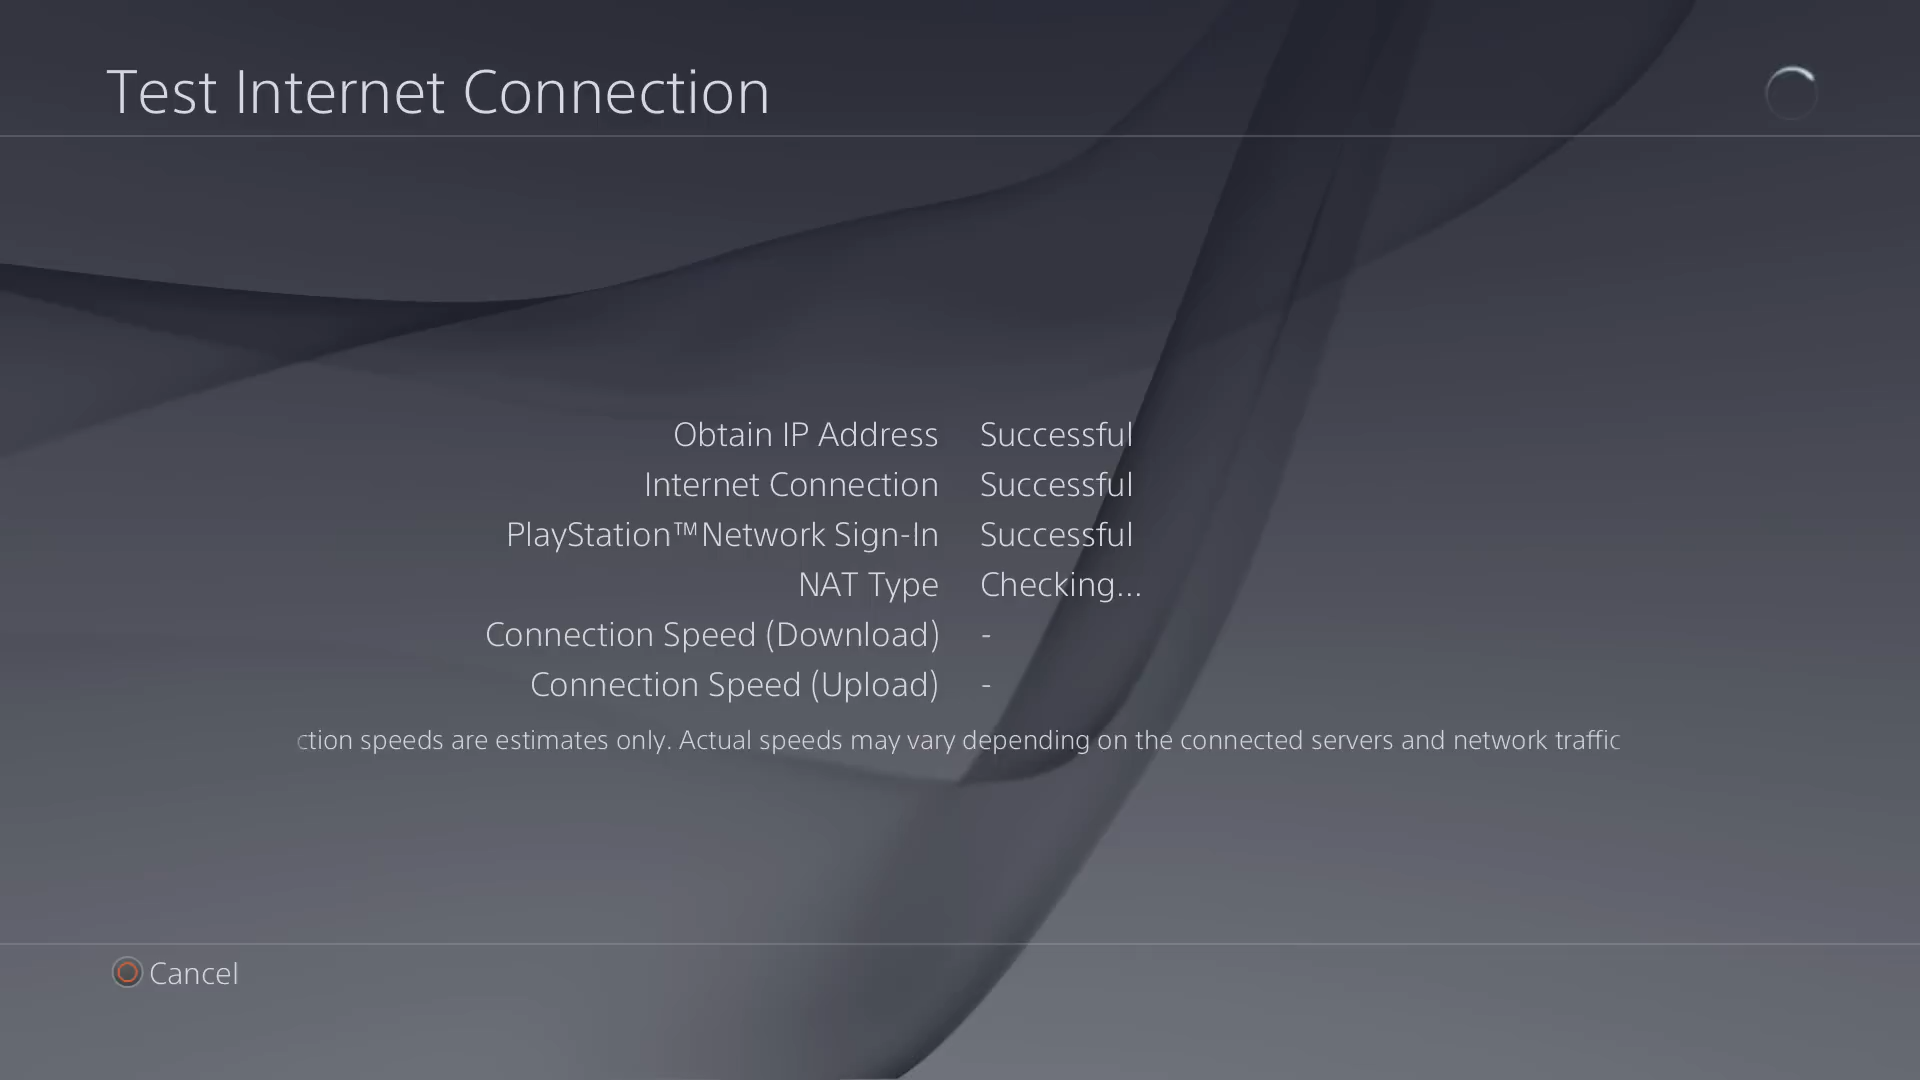 Test Internet Connection
Obtain IP Address Successful
Internet Connection Successful
PlayStation™Network Sign-In Successful
NAT Type Checking...
Connection Speed (Download) -
Connection Speed (Upload) -
ction speeds are estimates only. Actual speeds may vary depending on the connected servers and network traffic
Cancel